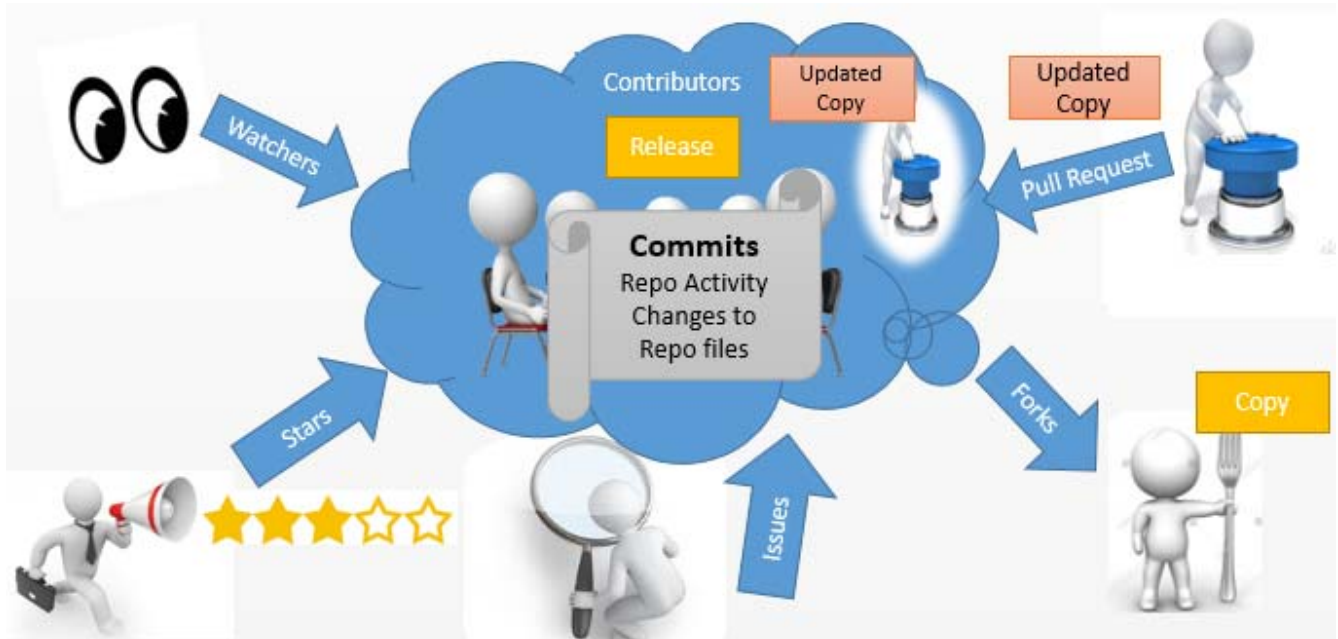 Contributors
Updated
Copy
Updated
Copy
Watchers
Release
Pull Request
Commits
Repo Activity
Changes to
Repo files
Stars
Forks
Copy
Issues